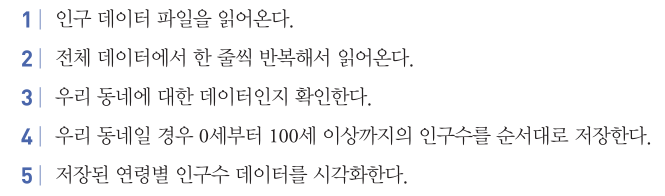 1 | 인구 데이터 파일을 읽어온다.
2 | 전체 데이터에서 한 줄씩 반복해서 읽어온다.
3 | 우리 동네에 대한 데이터인지 확인한다.
4 | 우리 동네일 경우 0세부터 100세 이상까지의 인구수를 순서대로 저장한다.
5 | 저장된 연령별 인구수 데이터를 시각화한다.